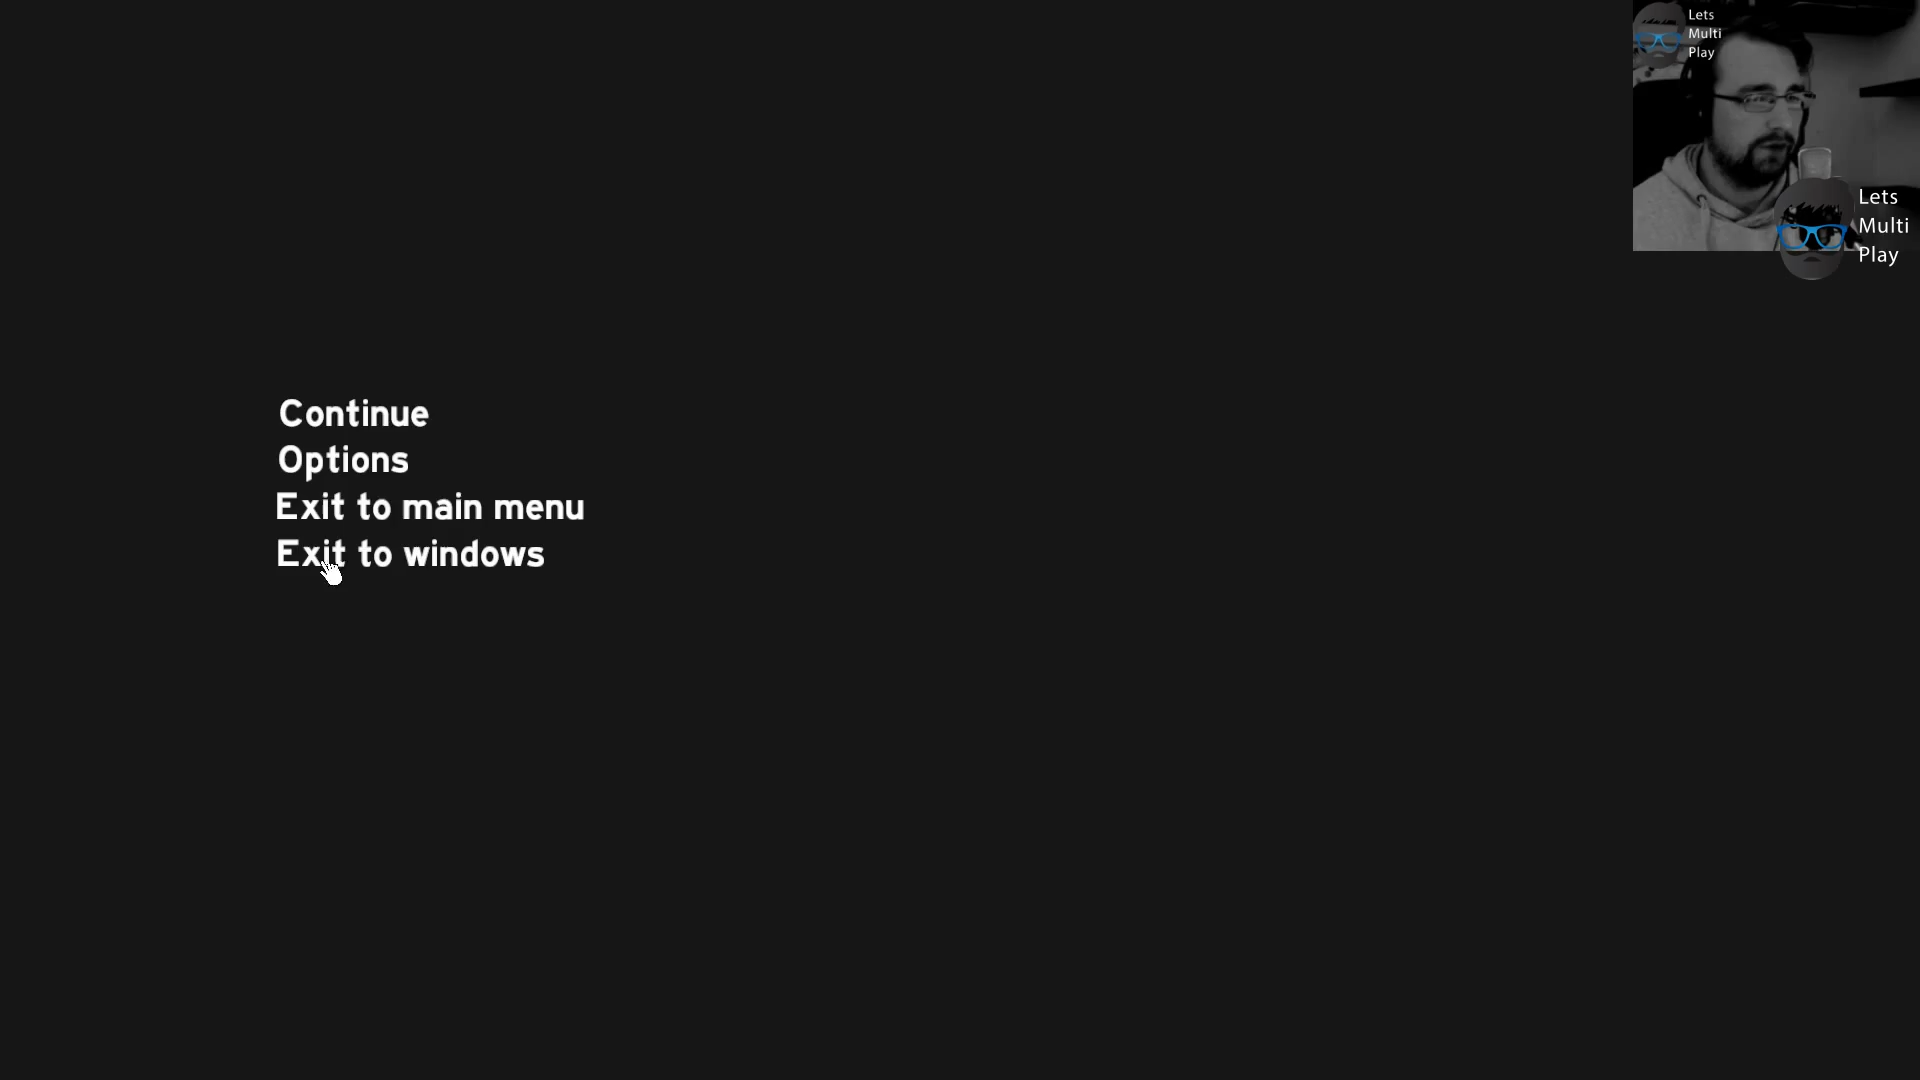 Lets
Multi
Play
Lets
Multi
Play
Continue
Options
Exit to main menu
Exit to windows